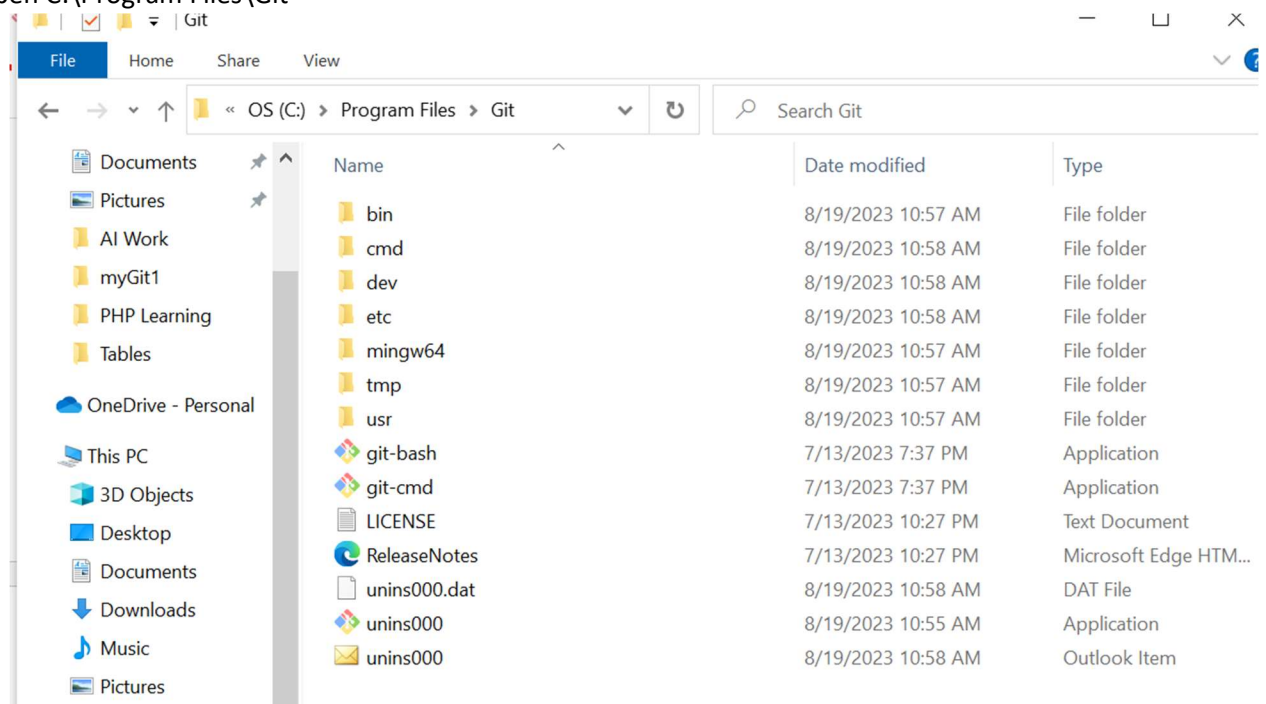 C:\Program Files\Git
Git
File Home Share View
« OS (C:) > Program Files > Git Search Git
Name Date modified Type
Documents
Pictures
AI Work
myGit1
PHP Learning
Tables
OneDrive - Personal
This PC
3D Objects
Desktop
Documents
Downloads
Music
Pictures
bin 8/19/2023 10:57 AM File folder
cmd 8/19/2023 10:58 AM File folder
dev 8/19/2023 10:58 AM File folder
etc 8/19/2023 10:58 AM File folder
mingw64 8/19/2023 10:57 AM File folder
tmp 8/19/2023 10:57 AM File folder
usr 8/19/2023 10:57 AM File folder
git-bash 7/13/2023 7:37 PM Application
git-cmd 7/13/2023 7:37 PM Application
LICENSE 7/13/2023 10:27 PM Text Document
ReleaseNotes 7/13/2023 10:27 PM Microsoft Edge HTM...
unins000.dat 8/19/2023 10:58 AM DAT File
unins000 8/19/2023 10:55 AM Application
unins000 8/19/2023 10:58 AM Outlook Item